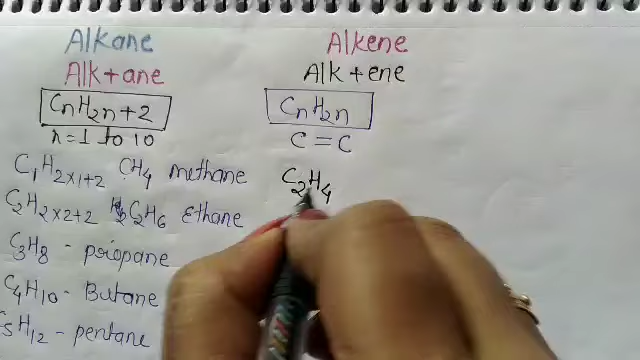 Alkane
Alk+ane
CnH2n+2
n=1 to 10
C1H2x1+2 CH4 methane
C2H2x2+2 C2H6 Ethane
C3H8 - propane
C4H10 - Butane
C5H12 - pentane
Alkene
Alk+ene
CnH2n
C=C
C2H4